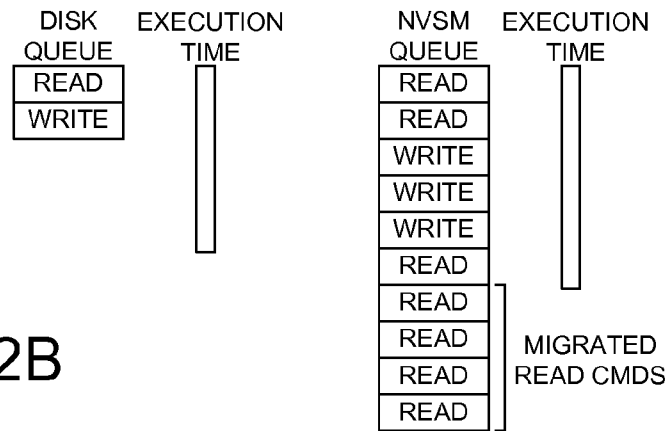 DISK QUEUE
EXECUTION TIME
READ
WRITE
NVSM QUEUE
EXECUTION TIME
READ
READ
WRITE
WRITE
WRITE
READ
READ
READ
READ
READ
MIGRATED
READ CMDS
2B